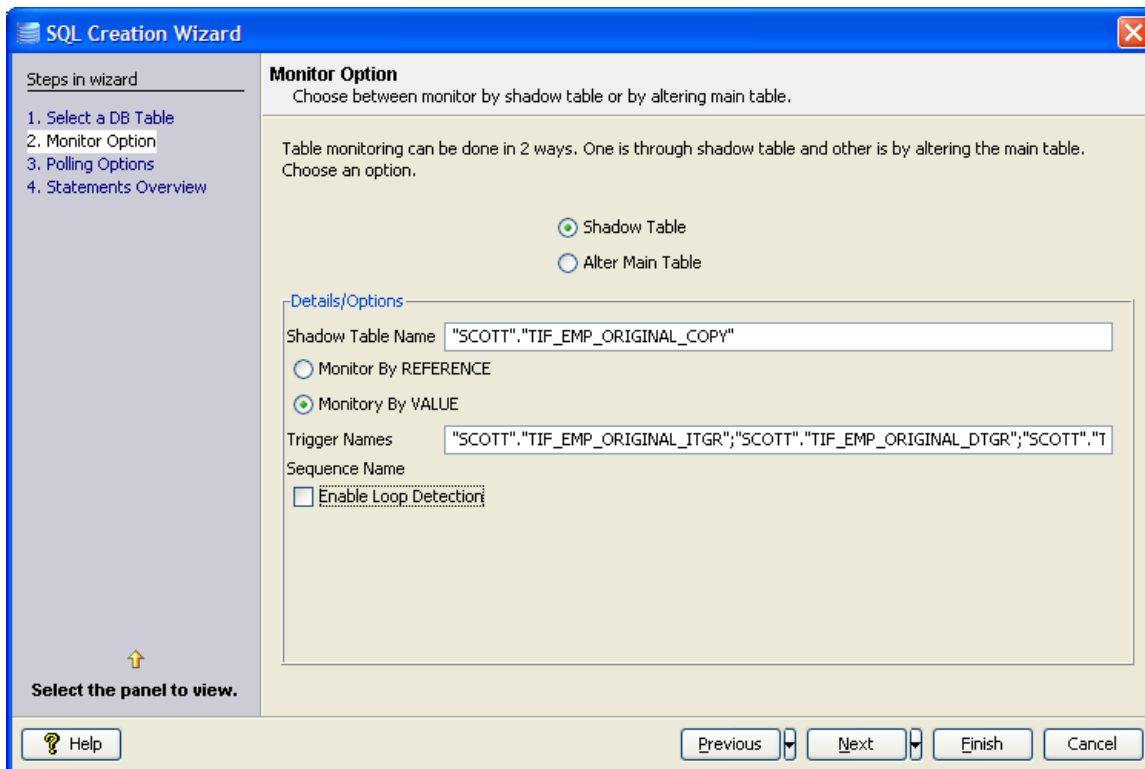 SQL Creation Wizard
Steps in wizard
1. Select a DB Table
2. Monitor Option
3. Polling Options
4. Statements Overview
Select the panel to view.
Monitor Option
Choose between monitor by shadow table or by altering main table.
Table monitoring can be done in 2 ways. One is through shadow table and other is by altering the main table.
Choose an option.
Shadow Table
Alter Main Table
Details/Options
Shadow Table Name "SCOTT"."TIF_EMP_ORIGINAL_COPY"
Monitor By REFERENCE
Monitory By VALUE
Trigger Names "SCOTT"."TIF_EMP_ORIGINAL_ITGR";"SCOTT"."TIF_EMP_ORIGINAL_DTGR";"SCOTT"."T
Sequence Name
Enable Loop Detection
Help Previous Next Finish Cancel